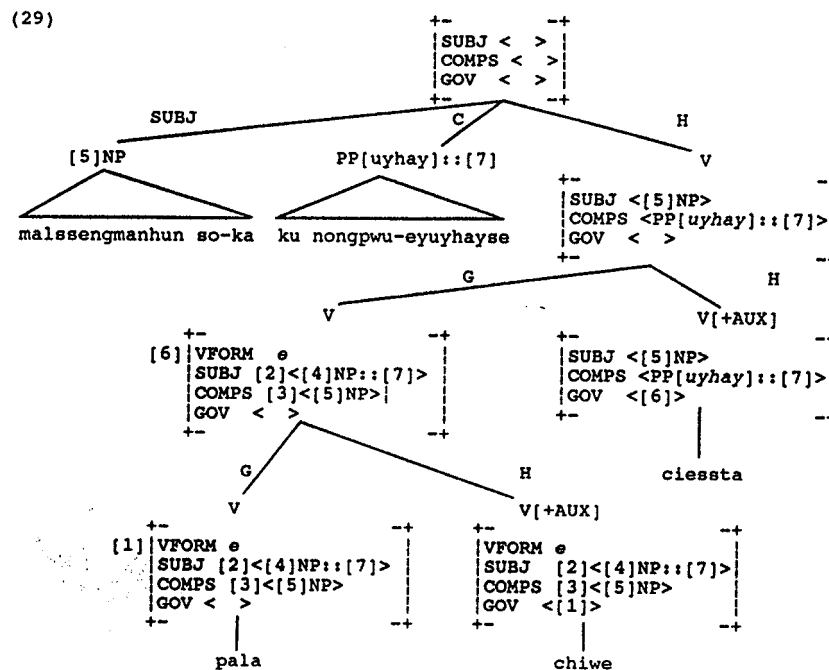 (29)
SUBJ < >
COMPS < >
GOV < >
SUBJ C H
[5]NP PP[uyhay]::[7] V
malssengmanhun so-ka ku nongpwu-eyuyhayse
SUBJ <[5]NP>
COMPS <PP[uyhay]::[7]>
GOV < >
G H
V V[+AUX]
[6] VFORM e
SUBJ [2]<[4]NP::[7]>
COMPS [3]<[5]NP>
GOV < >
SUBJ <[5]NP>
COMPS <PP[uyhay]::[7]>
GOV <[6]>
ciessta
G H
V V[+AUX]
[1] VFORM e
SUBJ [2]<[4]NP::[7]>
COMPS [3]<[5]NP>
GOV < >
VFORM e
SUBJ [2]<[4]NP::[7]>
COMPS [3]<[5]NP>
GOV <[1]>
pala chiwe